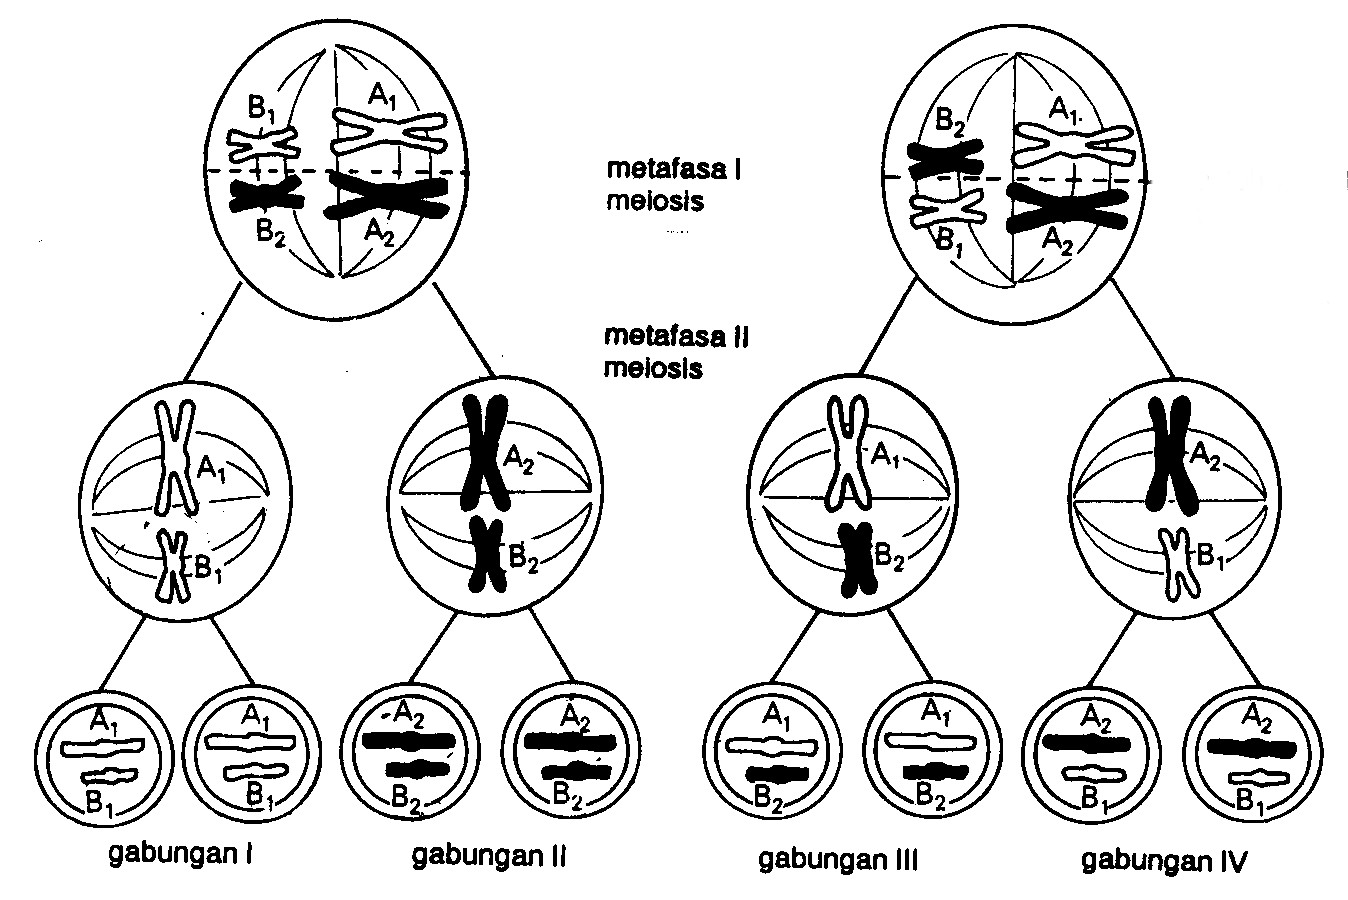 B1 A1
B2 A2
metafasa I
meiosis
B2 A1.
B1 A2
metafasa II
meiosis
A1
B1
A2
B2
A1
B2
A2
B1
A1 A1 A2 A2 A1 A1 A2 A2
B1 B1 B2 B2 B2 B2 B1 B1
gabungan I gabungan II gabungan III gabungan IV